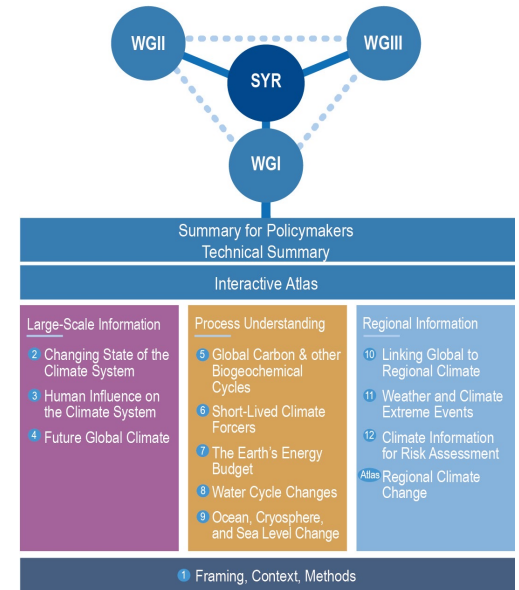 WGII
WGIII
SYR
WGI
Summary for Policymakers
Technical Summary
Interactive Atlas
Large-Scale Information
2 Changing State of the
Climate System
3 Human Influence on
the Climate System
4 Future Global Climate
Process Understanding
5 Global Carbon & other
Biogeochemical
Cycles
6 Short-Lived Climate
Forcers
7 The Earth's Energy
Budget
8 Water Cycle Changes
9 Ocean, Cryosphere,
and Sea Level Change
Regional Information
10 Linking Global to
Regional Climate
11 Weather and Climate
Extreme Events
12 Climate Information
for Risk Assessment
Atlas Regional Climate
Change
1 Framing, Context, Methods